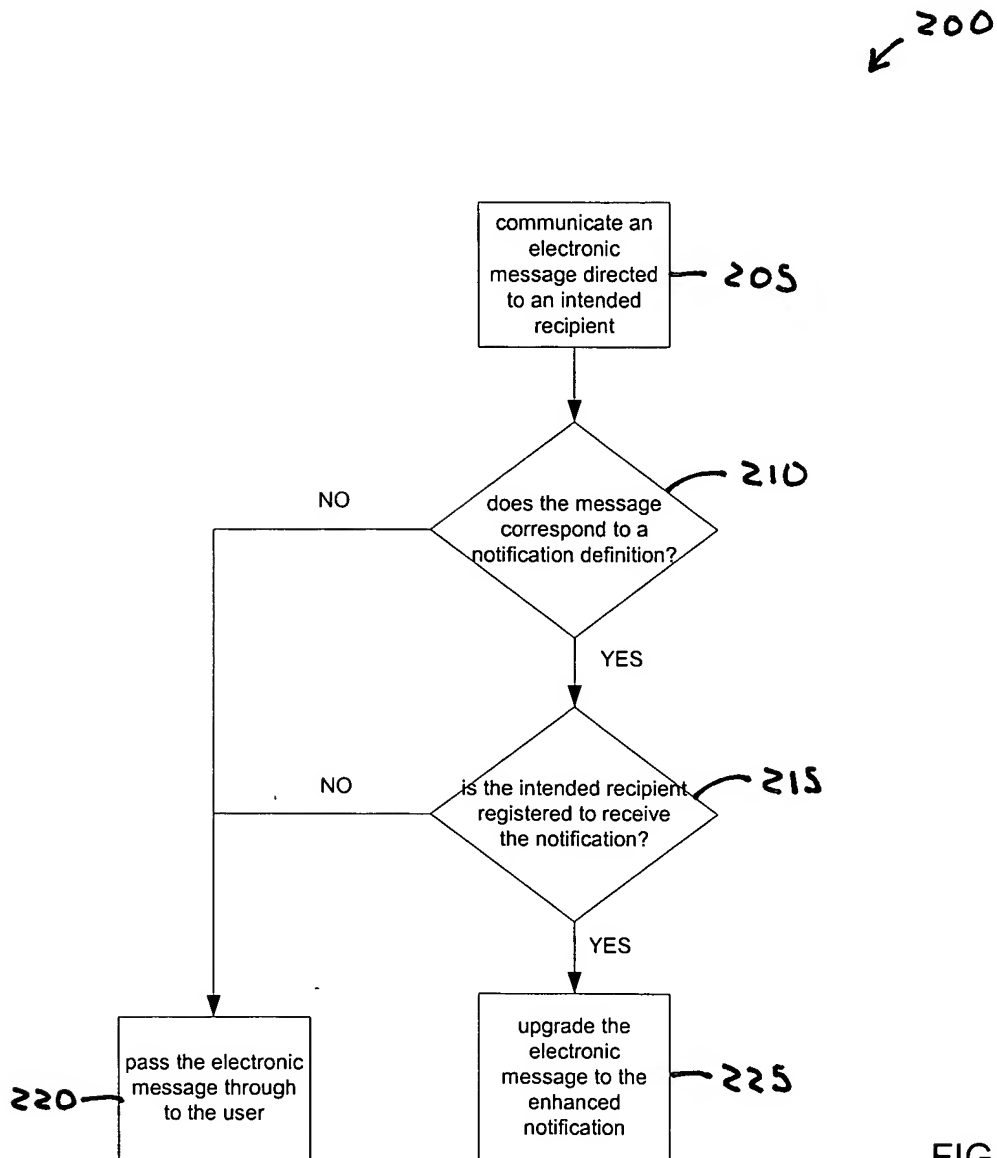 200
communicate an
electronic
message directed
to an intended
recipient
205
210
NO
does the message
correspond to a
notification definition?
YES
NO
is the intended recipient
registered to receive
the notification?
215
YES
pass the electronic
message through
to the user
220
upgrade the
electronic
message to the
enhanced
notification
225
FIG